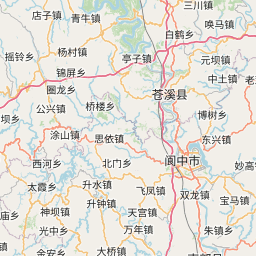 店子镇
青牛镇
三川镇
唤马镇
白鹤乡
杨村镇
亭子镇
摇铃乡
元坝镇
锦屏乡
中土镇
圈龙乡
苍溪县
桥楼乡
公兴镇
博树乡
涂山镇
思依镇
东兴镇
西河乡
北门乡
阆中市
妙高
太霞乡
升水镇
飞凤镇
双龙镇
宝马镇
神坝镇
升钟镇
天宫镇
庙乡
光中乡
万年镇
朱镇乡
金安乡
大桥镇